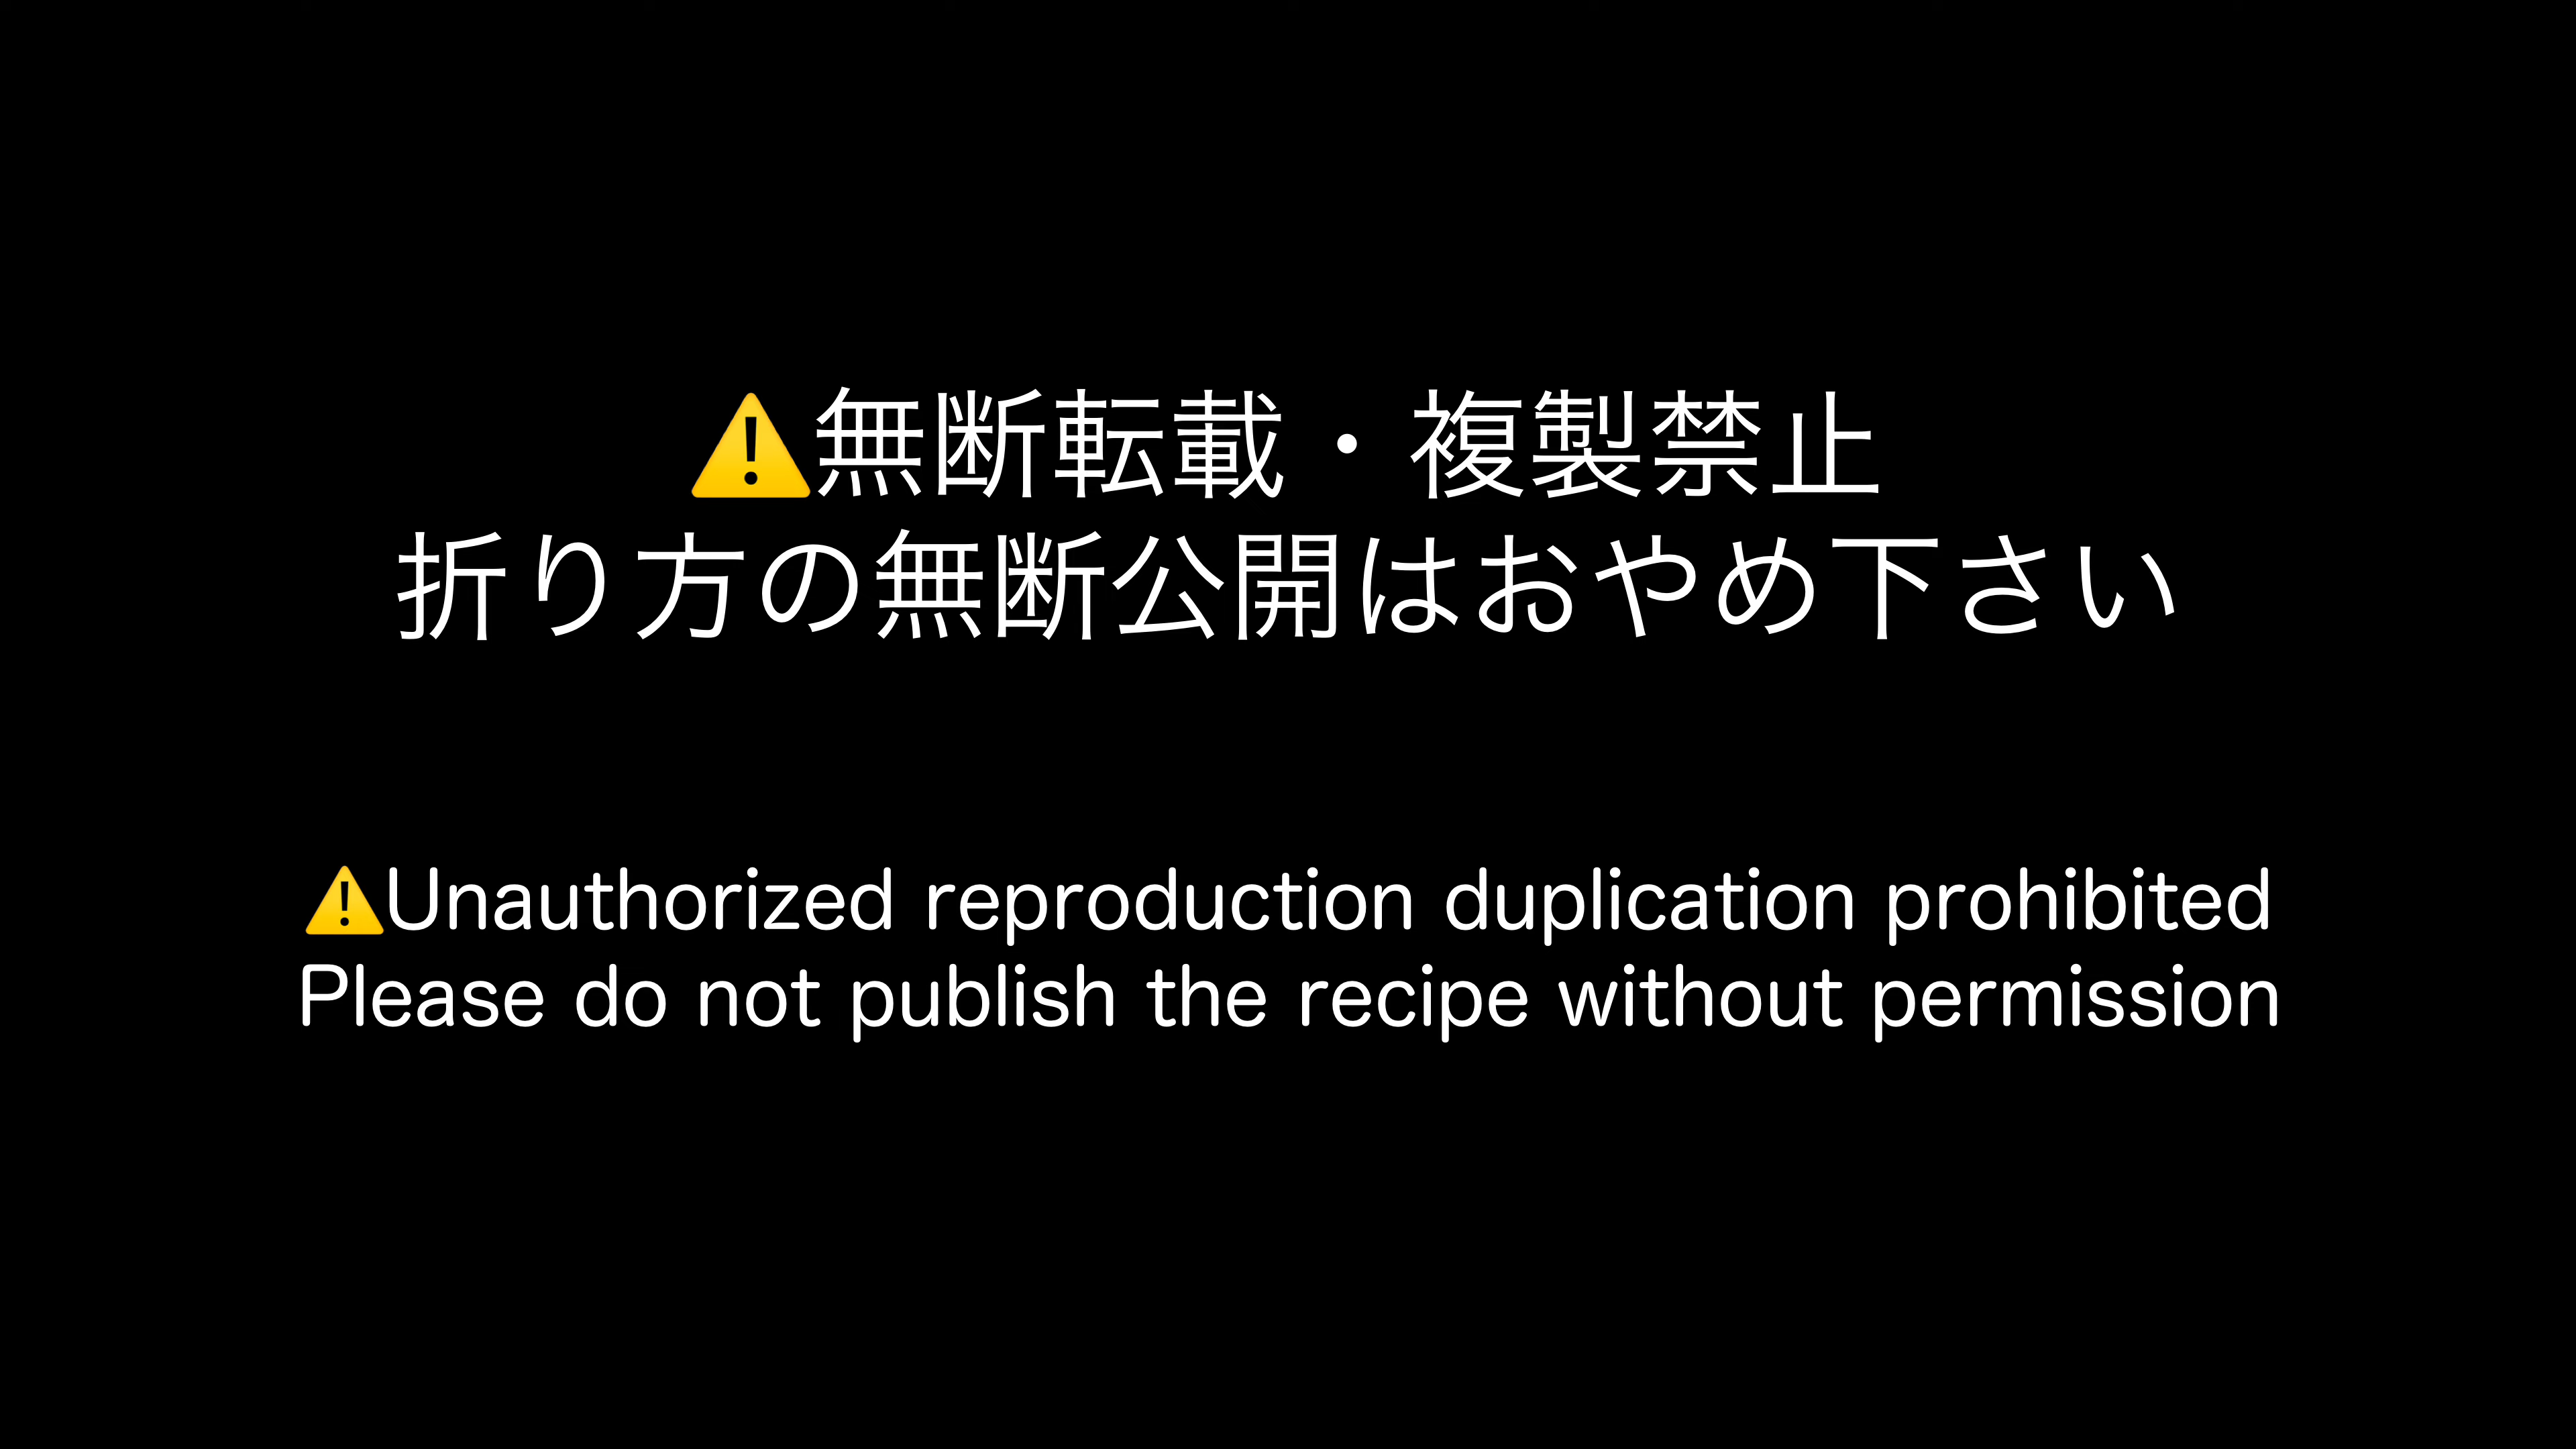 ⚠️無断転載・複製禁止
折り方の無断公開はおやめ下さい
⚠️Unauthorized reproduction duplication prohibited
Please do not publish the recipe without permission